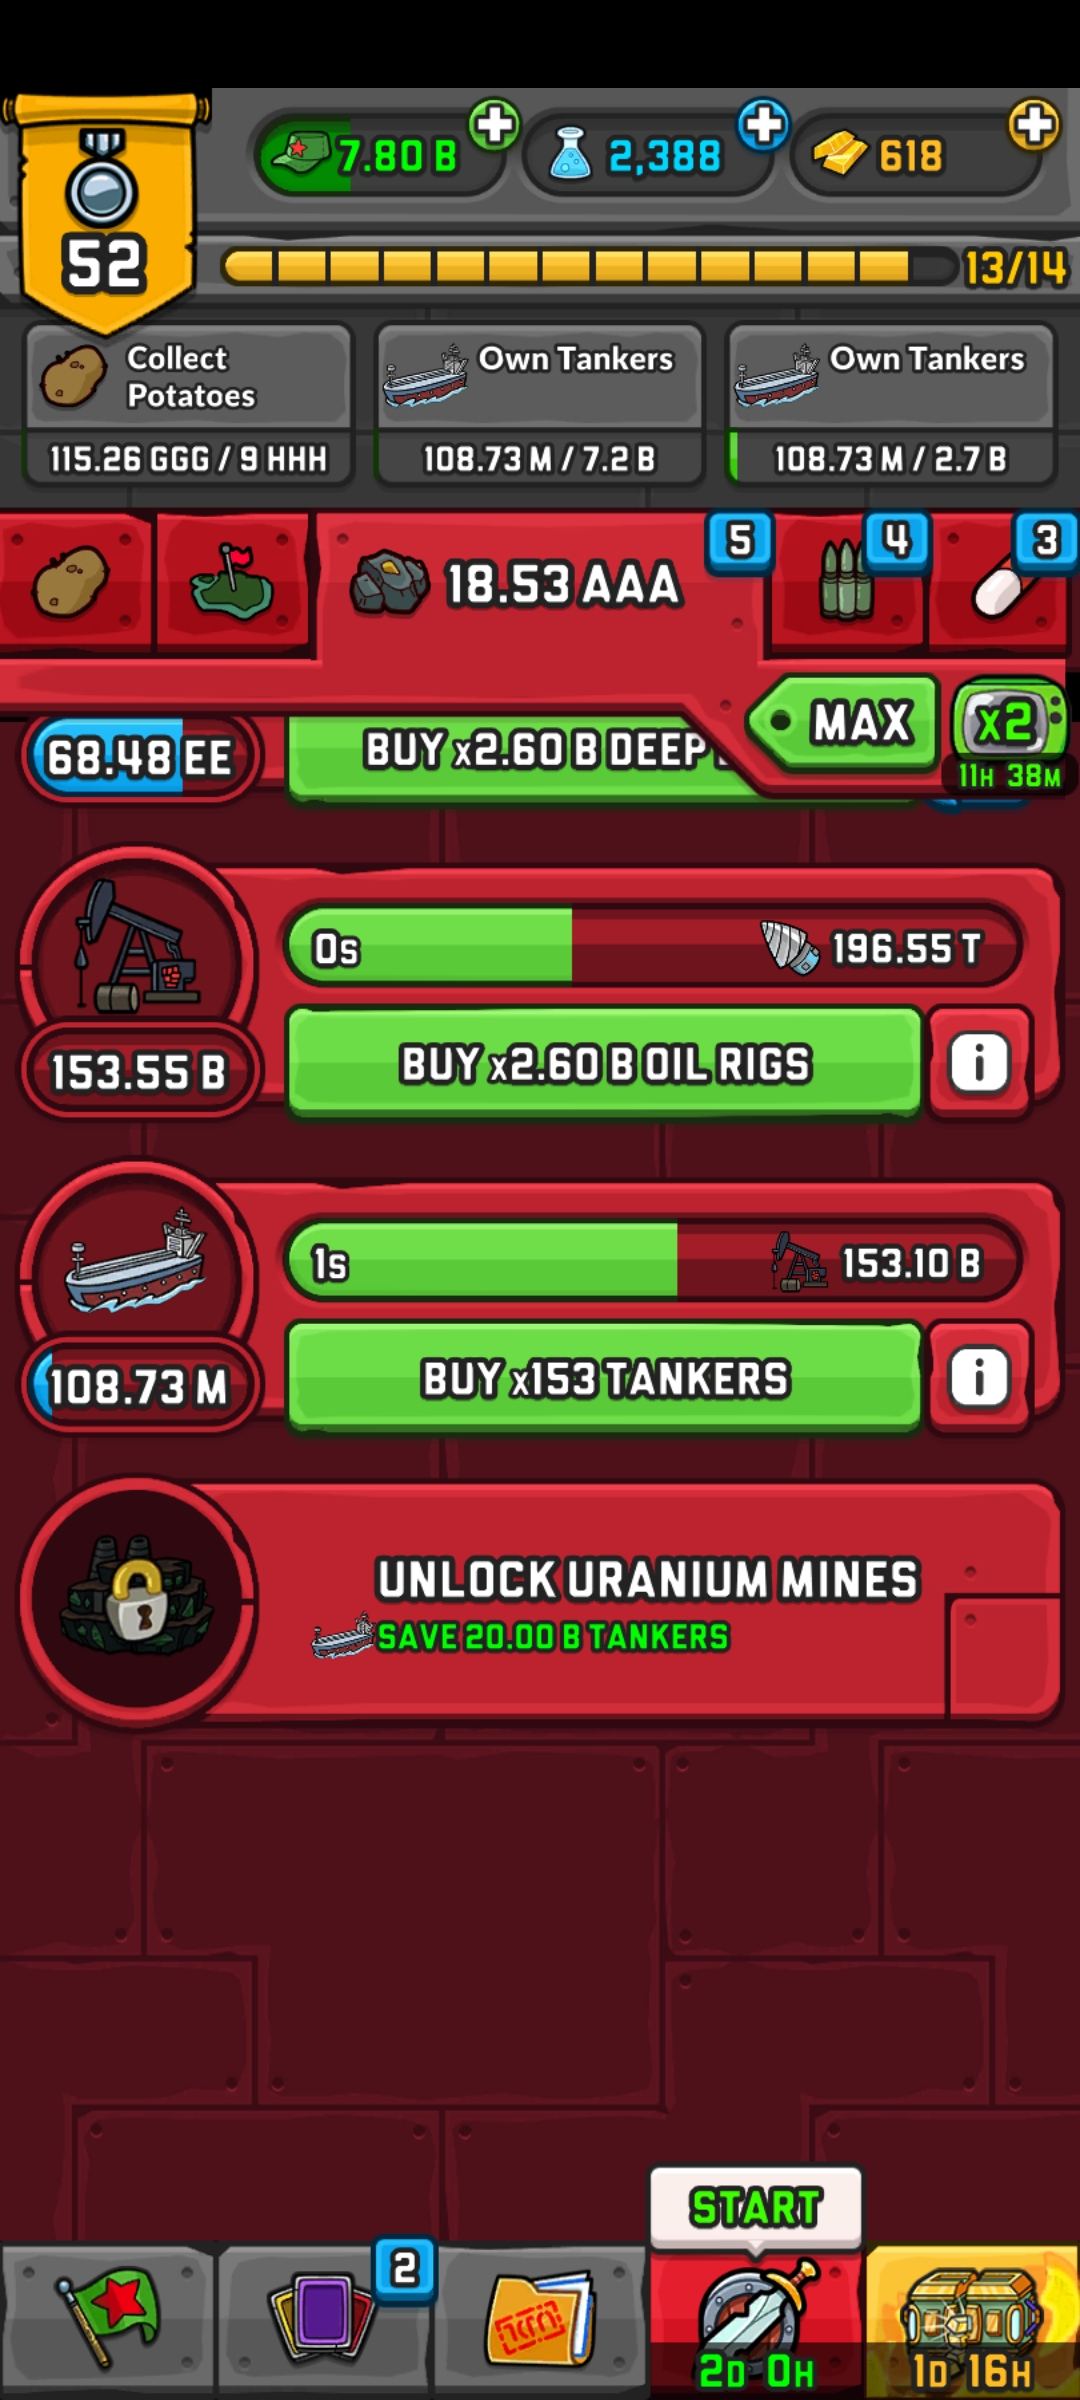 7.80 B
2,388
618
52
13/14
Collect
Potatoes
115.26 GGG / 9 HHH
Own Tankers
108.73 M / 7.2 B
Own Tankers
108.73 M / 2.7 B
18.53 AAA
5
4
3
MAX
x2
11H 38M
68.48 EE
BUY x2.60 B DEEP
0s
196.55 T
153.55 B
BUY x2.60 B OIL RIGS
i
1s
153.10 B
108.73 M
BUY x153 TANKERS
i
UNLOCK URANIUM MINES
SAVE 20.00 B TANKERS
START
2
2D 0H
1D 16H